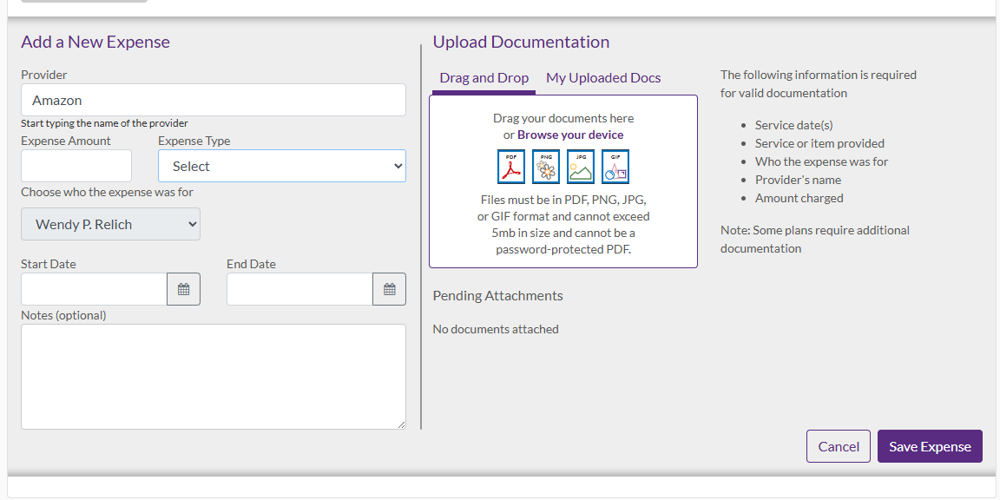 Add a New Expense
Provider
Amazon
Start typing the name of the provider
Expense Amount
Expense Type
Select
Choose who the expense was for
Wendy P. Relich
Start Date
End Date
Notes (optional)
Upload Documentation
Drag and Drop
My Uploaded Docs
Drag your documents here
or Browse your device
PDF
PNG
JPG
GIF
Files must be in PDF, PNG, JPG,
or GIF format and cannot exceed
5mb in size and cannot be a
password-protected PDF.
Pending Attachments
No documents attached
The following information is required
for valid documentation
Service date(s)
Service or item provided
Who the expense was for
Provider's name
Amount charged
Note: Some plans require additional
documentation
Cancel
Save Expense